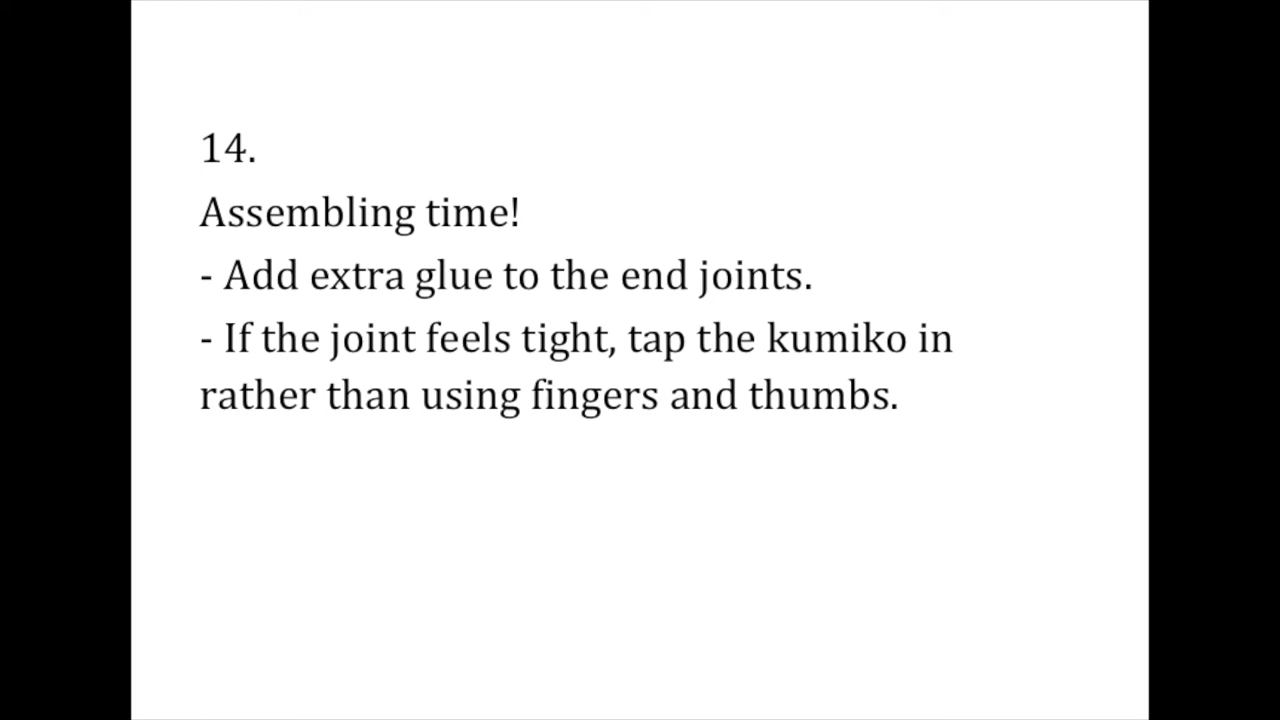 14.
Assembling time!
- Add extra glue to the end joints.
- If the joint feels tight, tap the kumiko in
rather than using fingers and thumbs.